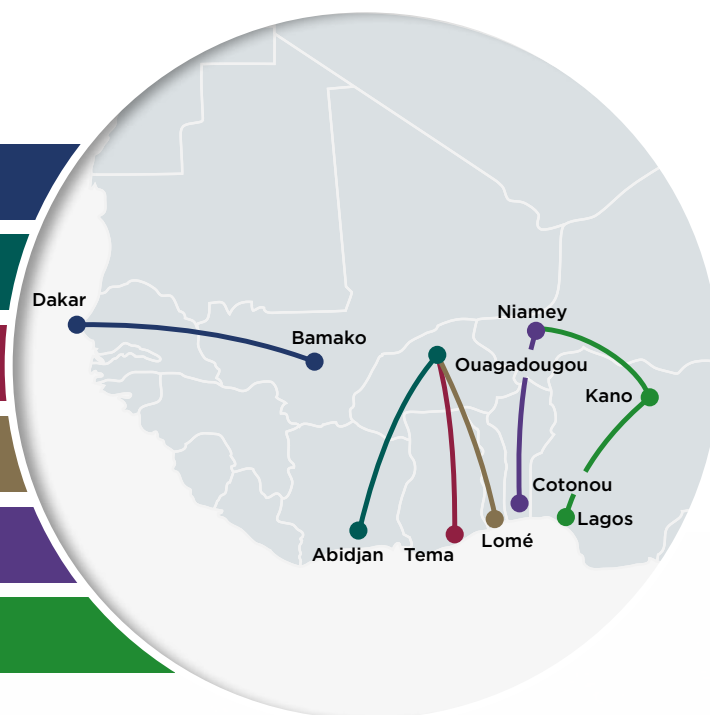 Dakar
Niamey
Bamako
Ouagadougou
Kano
Cotonou
Lagos
Lomé
Abidjan
Tema